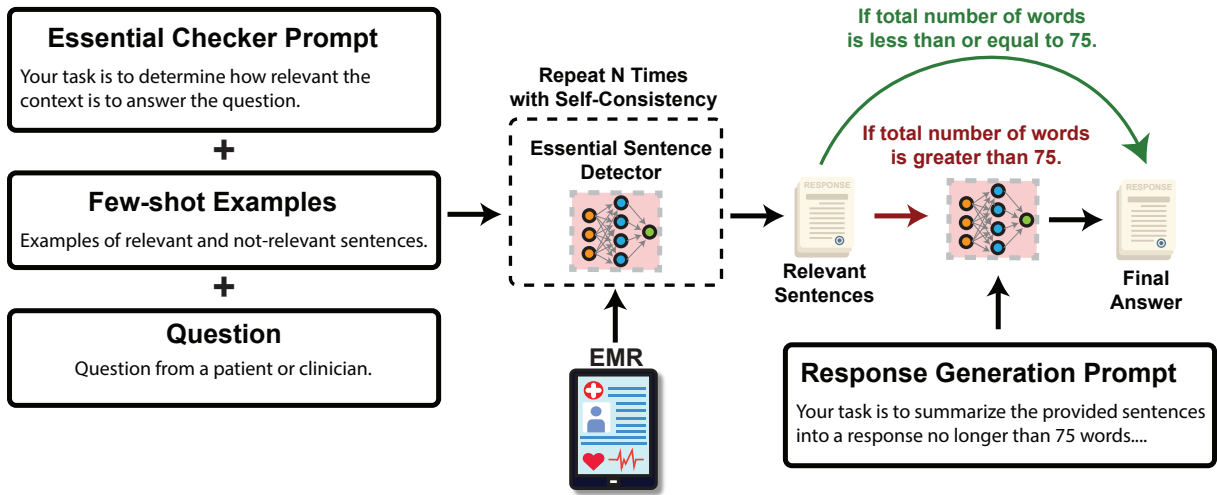 Essential Checker Prompt
Your task is to determine how relevant the
context is to answer the question.
+
Few-shot Examples
Examples of relevant and not-relevant sentences.
+
Question
Question from a patient or clinician.
Repeat N Times
with Self-Consistency
Essential Sentence
Detector
EMR
If total number of words
is less than or equal to 75.
If total number of words
is greater than 75.
RESPONSE
Relevant
Sentences
RESPONSE
Final
Answer
Response Generation Prompt
Your task is to summarize the provided sentences
into a response no longer than 75 words....